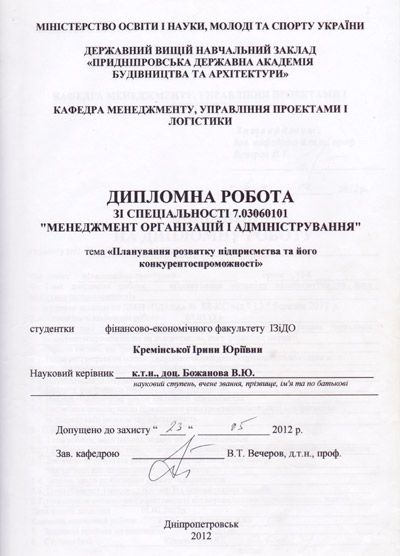 МІНІСТЕРСТВО ОСВІТИ І НАУКИ, МОЛОДІ ТА СПОРТУ УКРАЇНИ
ДЕРЖАВНИЙ ВИЩІЙ НАВЧАЛЬНИЙ ЗАКЛАД
«ПРИДНІПРОВСЬКА ДЕРЖАВНА АКАДЕМІЯ
БУДІВНИЦТВА ТА АРХІТЕКТУРИ»
КАФЕДРА МЕНЕДЖМЕНТУ, УПРАВЛІННЯ ПРОЕКТАМИ І
ЛОГІСТИКИ
ДИПЛОМНА РОБОТА
ЗІ СПЕЦІАЛЬНОСТІ 7.03060101
"МЕНЕДЖМЕНТ ОРГАНІЗАЦІЙ І АДМІНІСТРУВАННЯ"
тема «Планування розвитку підприємства та його
конкурентоспроможності»
студентки фінансово-економічного факультету ІЗіДО
Кремінської Ірини Юріївни
Науковий керівник к.т.н., доц. Божанова В.Ю.
науковий ступень, вчене звання, прізвище, ім'я та по батькові
Допущено до захисту “ 23 “ 05 2012 р.
Зав. кафедрою В.Т. Вечеров, д.т.н., проф.
Дніпропетровськ
2012